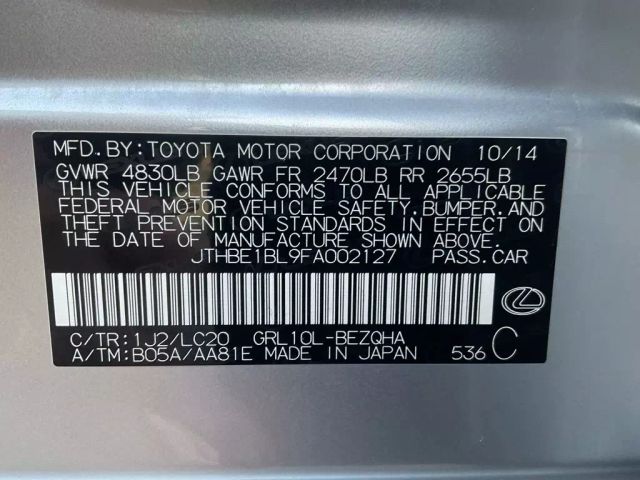 MFD.BY:TOYOTA MOTOR CORPORATION 10/14
GVWR 4830LB GAWR FR 2470LB RR 2655LB
THIS VEHICLE CONFORMS TO ALL APPLICABLE
FEDERAL MOTOR VEHICLE SAFETY,BUMPER,AND
THEFT PREVENTION STANDARDS IN EFFECT ON
THE DATE OF MANUFACTURE SHOWN ABOVE.
JTHBE1BL9FA002127 PASS.CAR
C/TR:1J2/LC20 GRL10L-BEZQHA
A/TM:B05A/AA81E MADE IN JAPAN 536 C